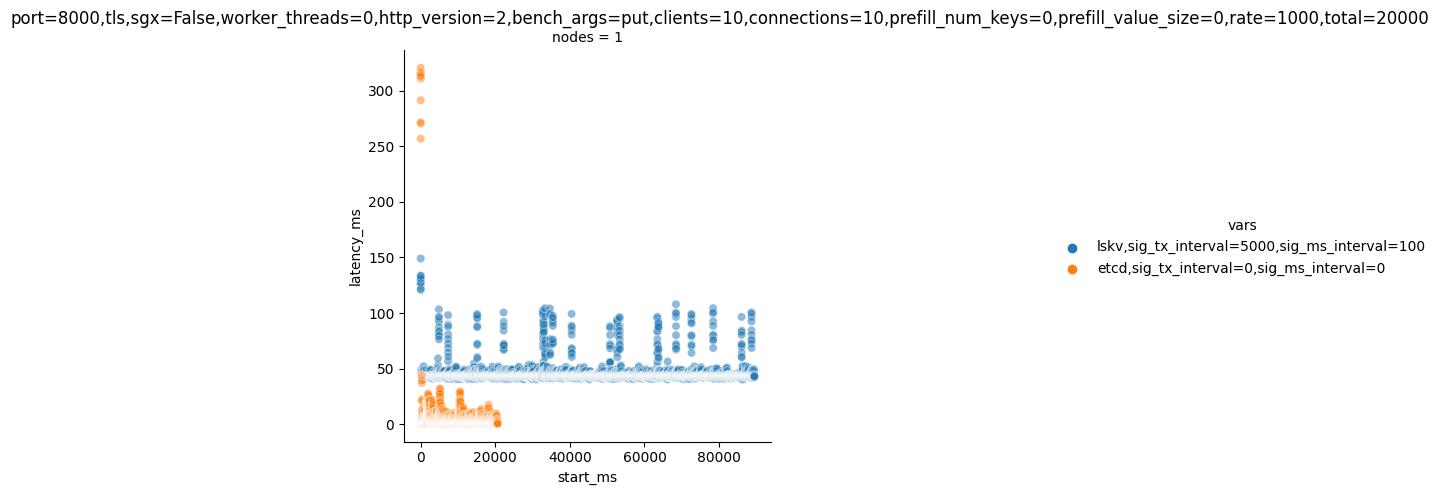 port=8000,tls,sgx=False,worker_threads=0,http_version=2,bench_args=put,clients=10,connections=10,prefill_num_keys=0,prefill_value_size=0,rate=1000,total=20000
nodes = 1
300
250
200
150
100
50
0
latency_ms
0
20000
40000
60000
80000
start_ms
vars
lskv,sig_tx_interval=5000,sig_ms_interval=100
etcd,sig_tx_interval=0,sig_ms_interval=0